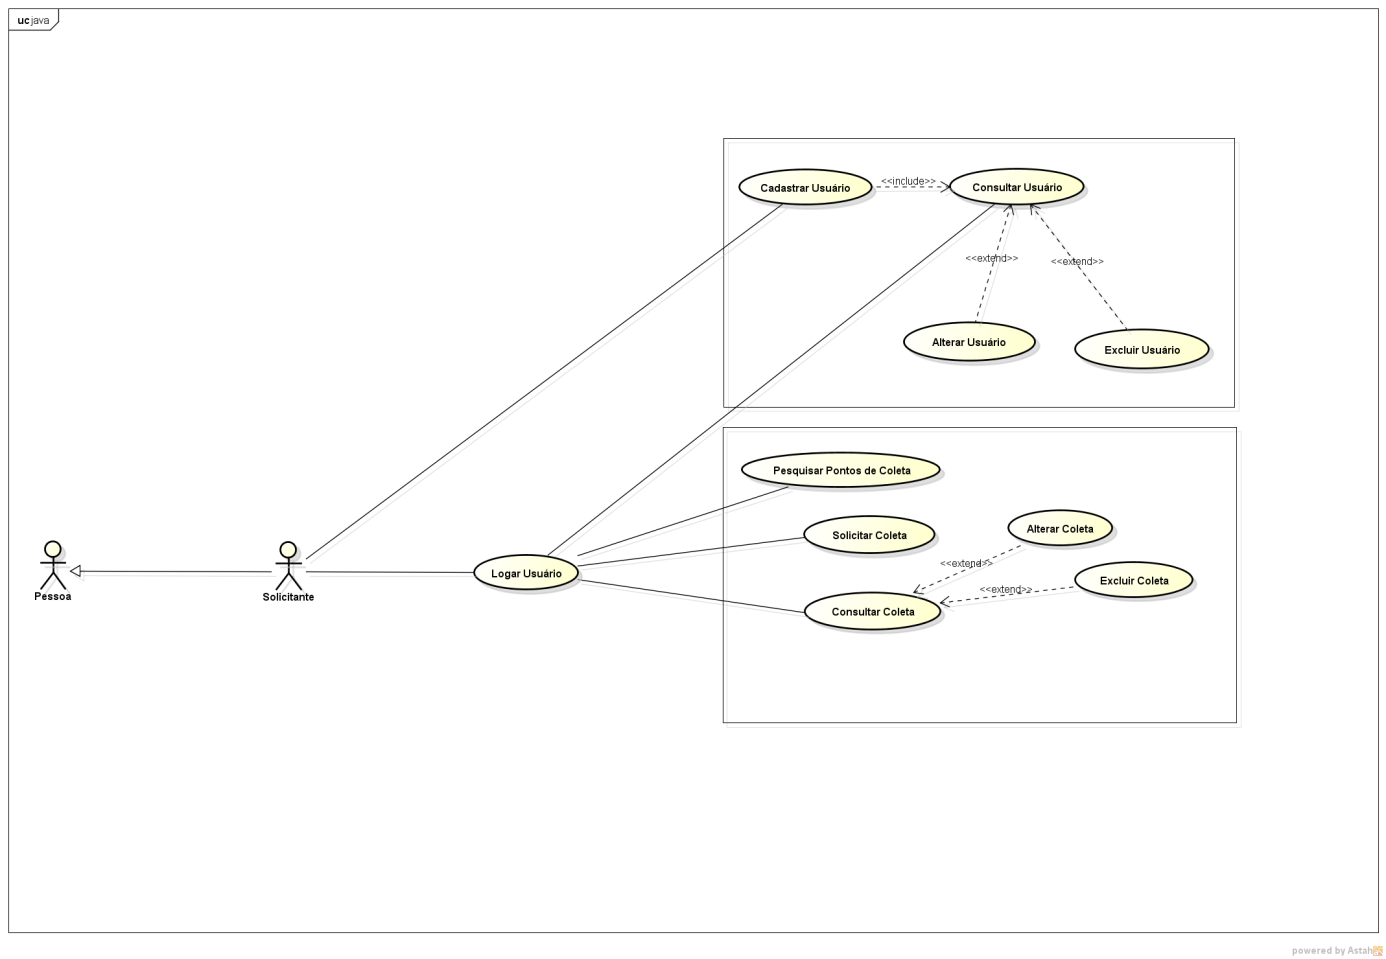 uc java
Cadastrar Usuário
<<include>>
Consultar Usuário
<<extend>>
<<extend>>
Alterar Usuário
Excluir Usuário
Pesquisar Pontos de Coleta
Solicitar Coleta
Alterar Coleta
<<extend>>
Excluir Coleta
<<extend>>
Consultar Coleta
Logar Usuário
Pessoa
Solicitante
powered by Astah